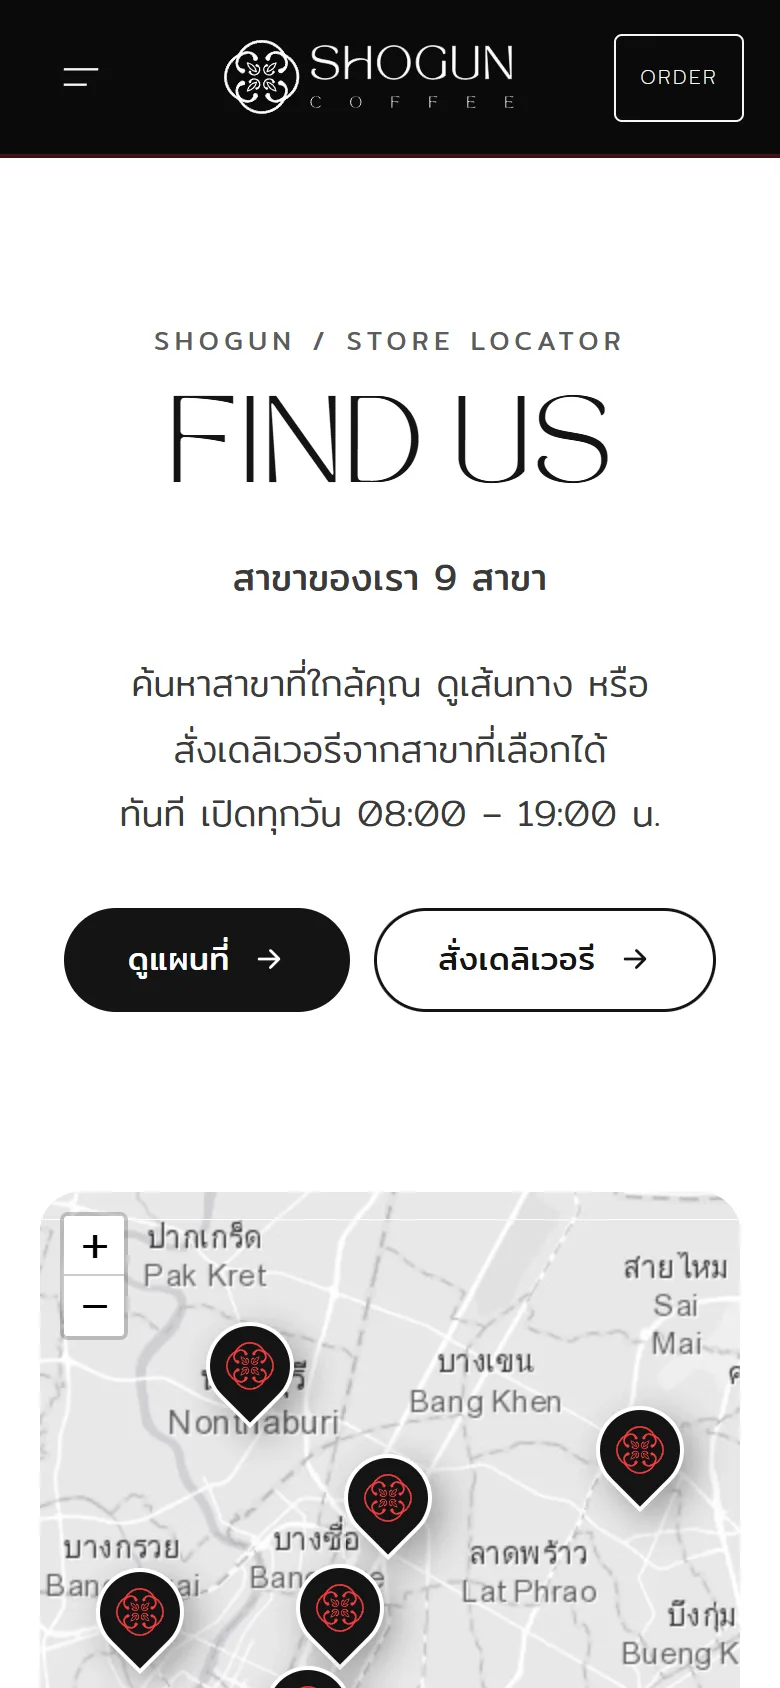 SHOGUN
COFFEE
ORDER
SHOGUN / STORE LOCATOR
FIND US
สาขาของเรา 9 สาขา
ค้นหาสาขาที่ใกล้คุณ ดูเส้นทาง หรือ
สั่งเดลิเวอรีจากสาขาที่เลือกได้
ทันที เปิดทุกวัน 08:00 – 19:00 น.
ดูแผนที่ →
สั่งเดลิเวอรี →
+
−
ปากเกร็ด
Pak Kret
สายไหม
Sai
Mai
บางเขน
Bang Khen
Nonthaburi
บางซื่อ
บางกรวย
ลาดพร้าว
Lat Phrao
บึงกุ่ม
Bueng K